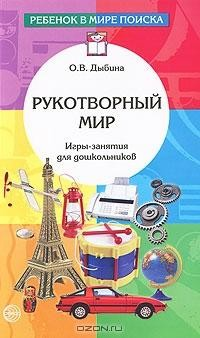 РЕБЕНОК В МИРЕ ПОИСКА
О.В. Дыбина
РУКОТВОРНЫЙ
МИР
Игры-занятия
для дошкольников
OZON.ru